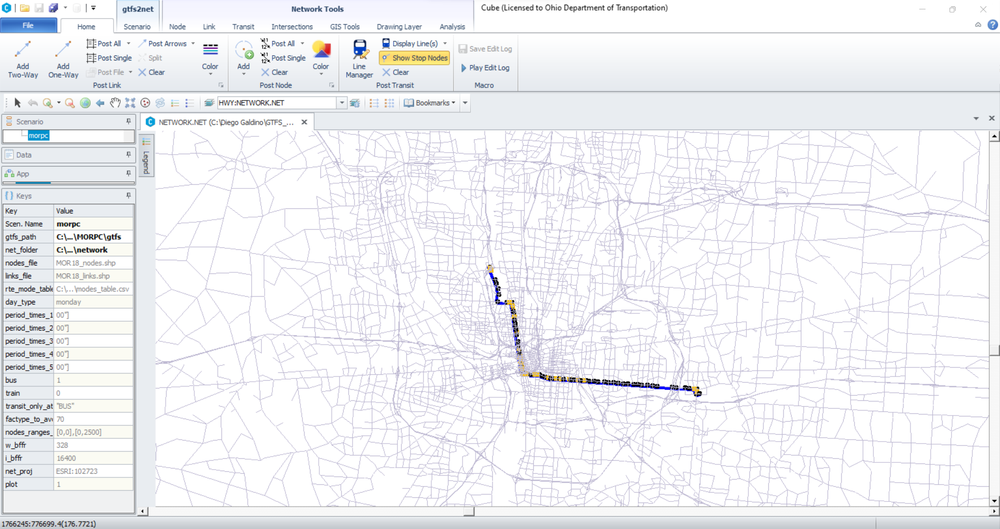 gtfs2net
Network Tools
Cube (Licensed to Ohio Department of Transportation)
File
Home
Scenario
Node
Link
Transit
Intersections
GIS Tools
Drawing Layer
Analysis
Add Two-Way
Add One-Way
Post All
Post Single
Post File
Post Arrows
Split
Clear
Color
Post Link
Add
Post All
Post Single
Clear
Color
Post Node
Line Manager
Display Line(s)
Show Stop Nodes
Clear
Post Transit
Save Edit Log
Play Edit Log
Macro
HWY:NETWORK.NET
Bookmarks
Scenario
morpc
Data
App
Keys
NETWORK.NET (C:\Diego Galdino\GTFS_...
Legend
Key Value
Scen. Name morpc
gtfs_path C:\...\MORPC\gtfs
net_folder C:\...\network
nodes_file MOR18_nodes.shp
links_file MOR18_links.shp
rte_mode_table C:\...\modes_table.csv
day_type monday
period_times_1 00"]
period_times_2 00"]
period_times_3 00"]
period_times_4 00"]
period_times_5 00"]
bus 1
train 0
transit_only_at "BUS"
factype_to_av 70
nodes_ranges_ [0,0],[0,2500]
w_bffr 328
i_bffr 16400
net_proj ESRI:102723
plot 1
1766245:776699.4(176.7721)